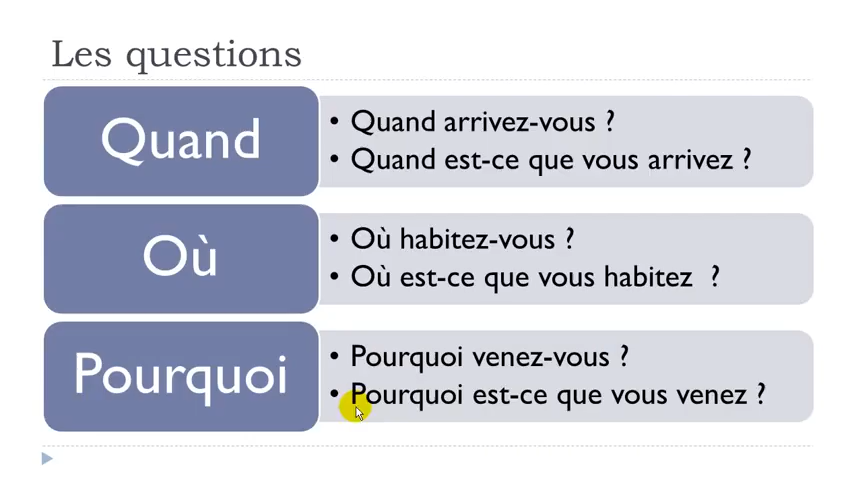 Les questions
Quand
• Quand arrivez-vous ?
• Quand est-ce que vous arrivez ?
Où
• Où habitez-vous ?
• Où est-ce que vous habitez  ?
Pourquoi
• Pourquoi venez-vous ?
• Pourquoi est-ce que vous venez ?